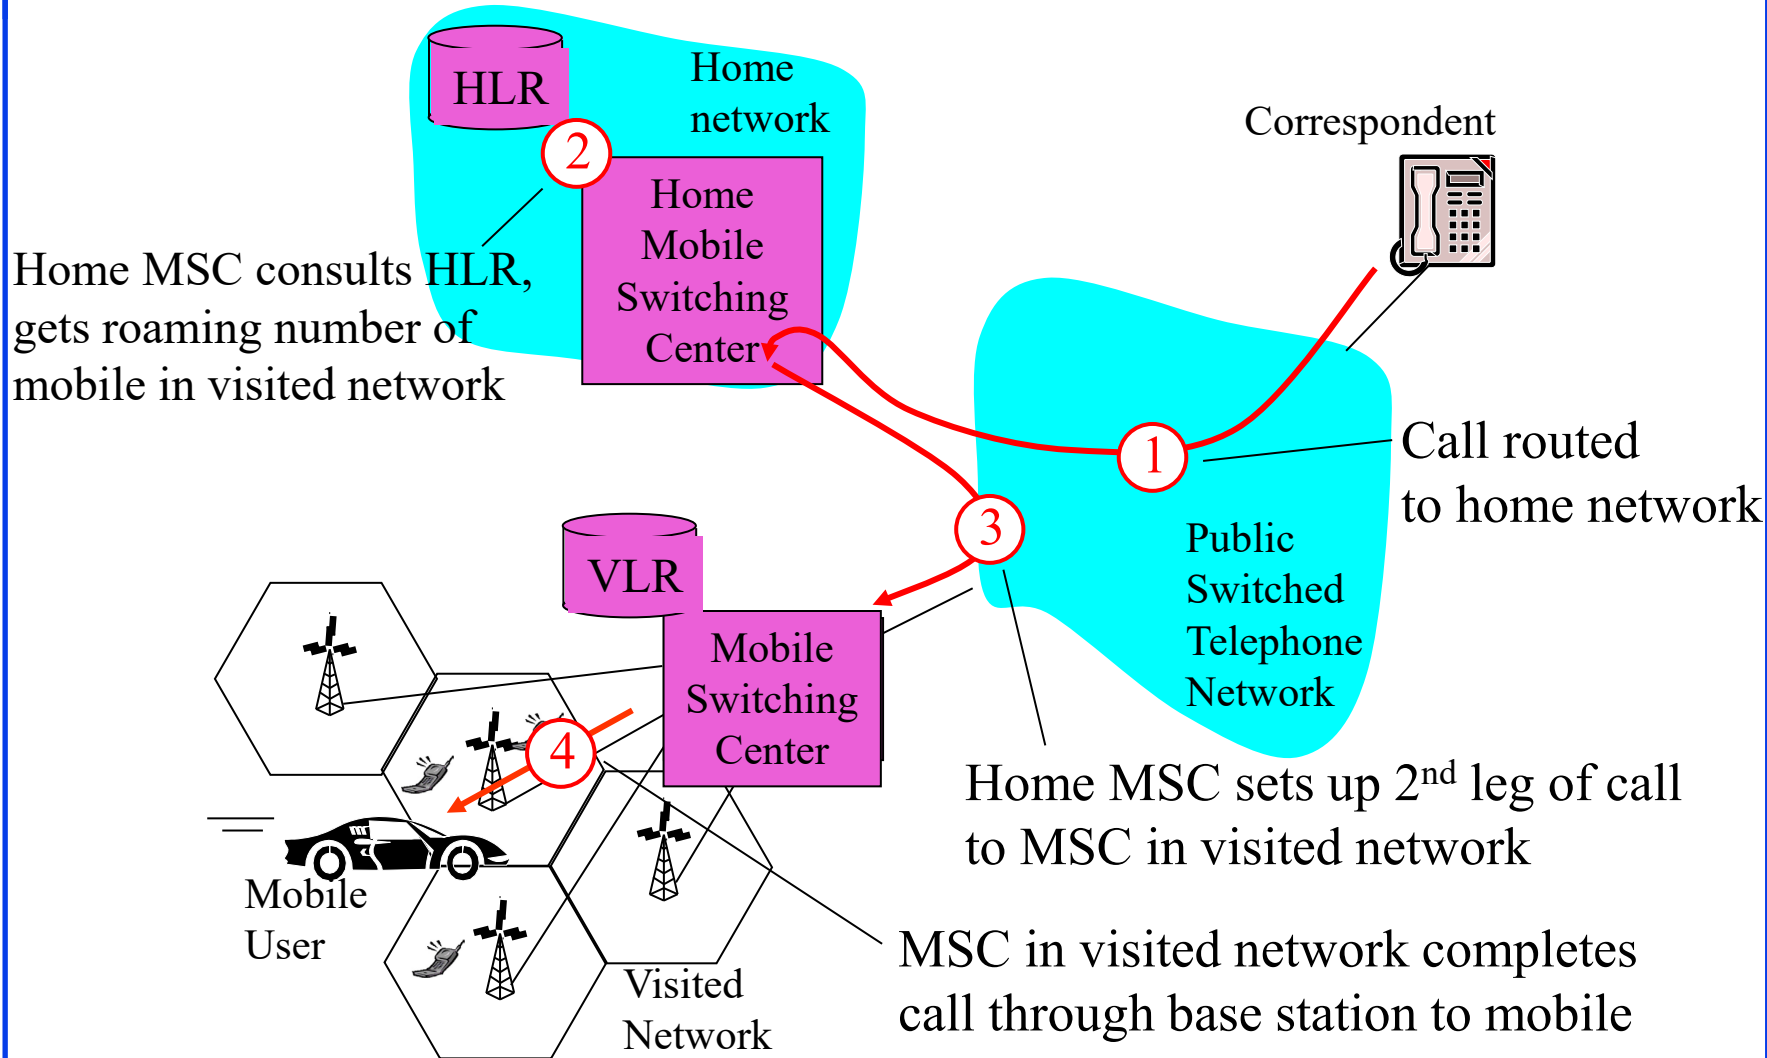 HLR
Home
network
Correspondent
2
Home
Mobile
Switching
Center
Home MSC consults HLR,
gets roaming number of
mobile in visited network
1
Call routed
to home network
3
Public
Switched
Telephone
Network
VLR
Mobile
Switching
Center
4
Home MSC sets up 2nd leg of call
to MSC in visited network
Mobile
User
MSC in visited network completes
call through base station to mobile
Visited
Network